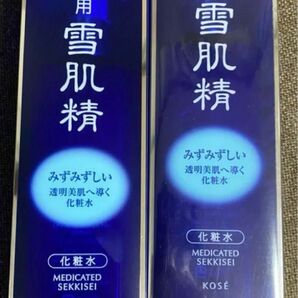 用
雪肌精
みずみずしい
透明美肌へ導く
化粧水
化粧水
MEDICATED
SEKKISEI
雪肌精
みずみずしい
透明美肌へ導く
化粧水
化粧水
MEDICATED
SEKKISEI
KOSÉ